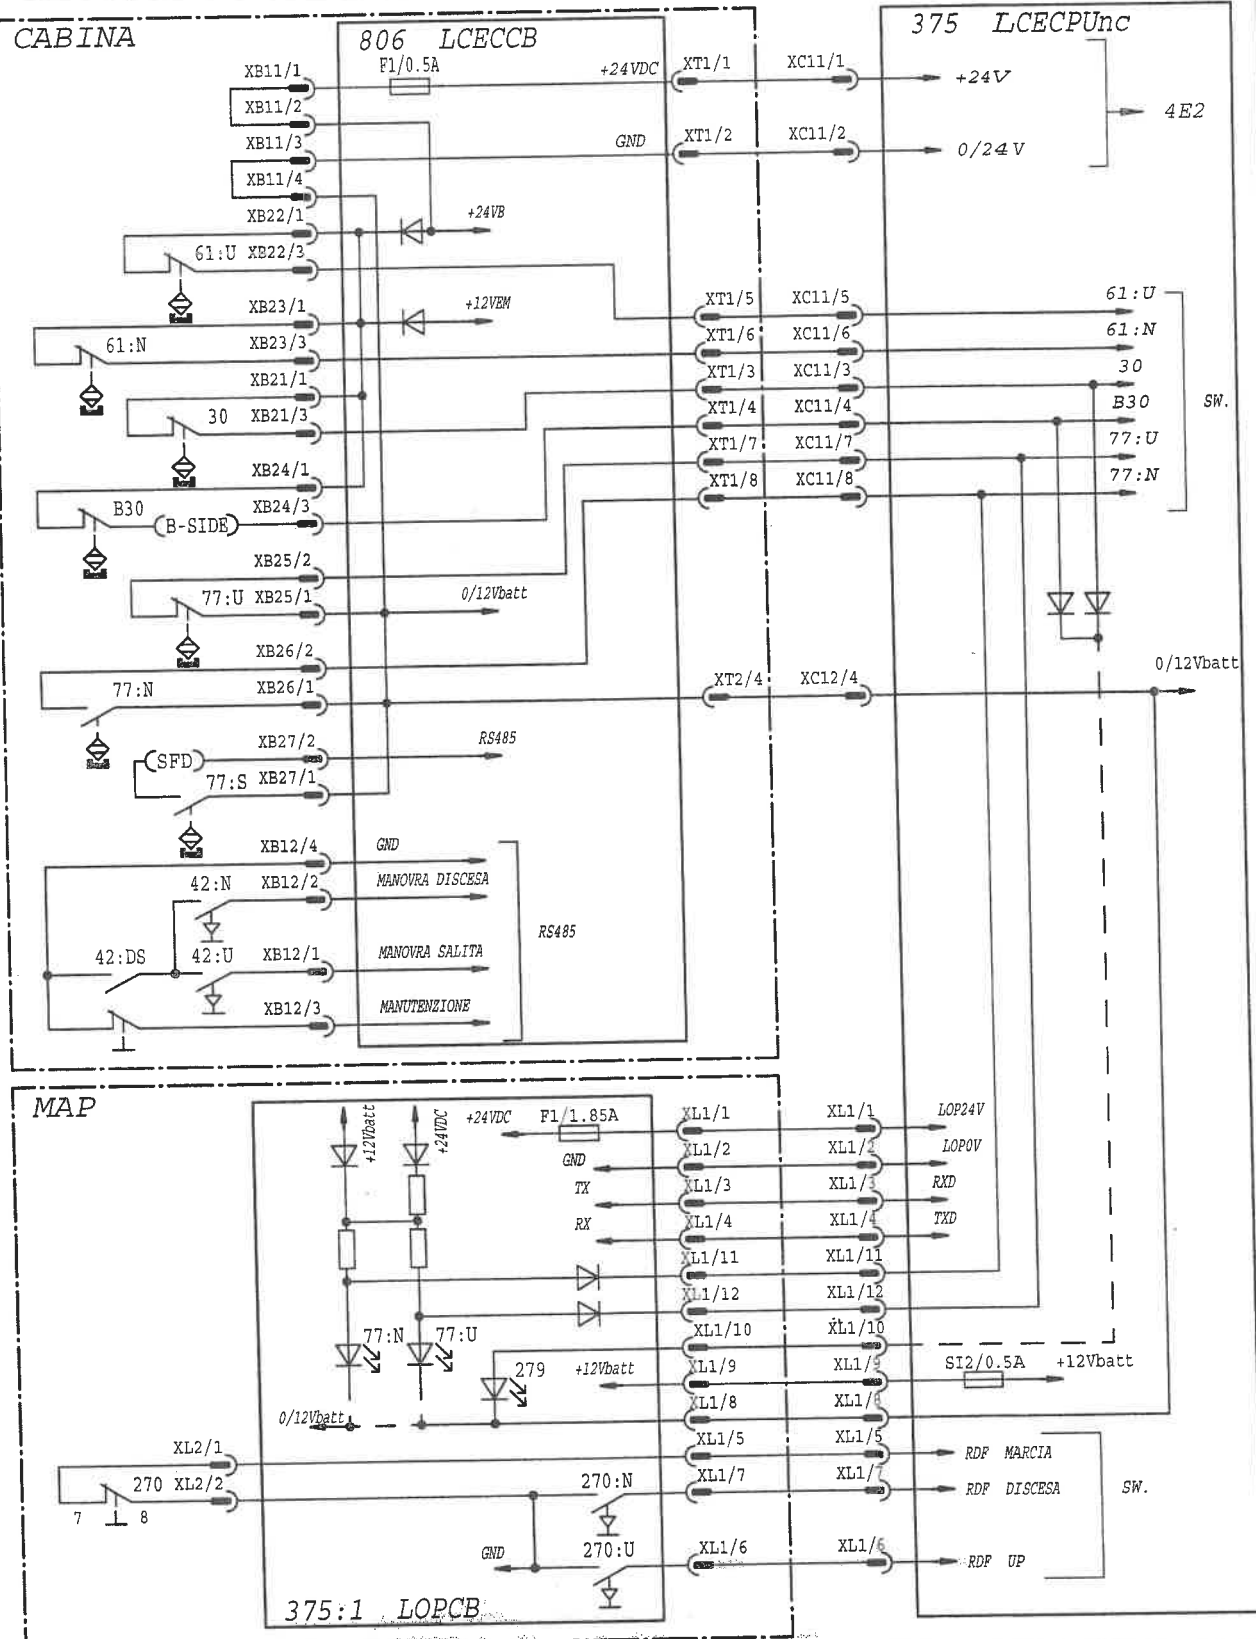 CABINA
806 LCECCB
375 LCECPUnc
XB11/1
F1/0.5A
+24VDC
XT1/1
XC11/1
+24V
XB11/2
4E2
XB11/3
GND
XT1/2
XC11/2
0/24V
XB11/4
XB22/1
+24VB
61:U
XB22/3
XB23/1
+12VEM
XT1/5
XC11/5
61:U
61:N
XB23/3
XT1/6
XC11/6
61:N
XB21/1
XT1/3
XC11/3
30
30
XB21/3
XT1/4
XC11/4
B30
SW.
XT1/7
XC11/7
77:U
XB24/1
XT1/8
XC11/8
77:N
B30
(B-SIDE)
XB24/3
XB25/2
77:U
XB25/1
0/12Vbatt
XB26/2
0/12Vbatt
77:N
XB26/1
XT2/4
XC12/4
(SFD)
XB27/2
RS485
77:S
XB27/1
XB12/4
GND
42:N
XB12/2
MANOVRA DISCESA
RS485
42:DS
42:U
XB12/1
MANOVRA SALITA
XB12/3
MANUTENZIONE
MAP
+12Vbatt
+24VDC
+24VDC
F1/1.85A
XL1/1
XL1/1
LOP24V
GND
XL1/2
XL1/2
LOP0V
TX
XL1/3
XL1/3
RXD
RX
XL1/4
XL1/4
TXD
XL1/11
XL1/11
XL1/12
XL1/12
77:N
77:U
XL1/10
XL1/10
279
+12Vbatt
XL1/9
XL1/9
SI2/0.5A
+12Vbatt
0/12Vbatt
XL1/8
XL1/8
XL2/1
XL1/5
XL1/5
RDF MARCIA
270
XL2/2
270:N
XL1/7
XL1/7
RDF DISCESA
SW.
7
8
GND
270:U
XL1/6
XL1/6
RDF UP
375:1 LOPCB